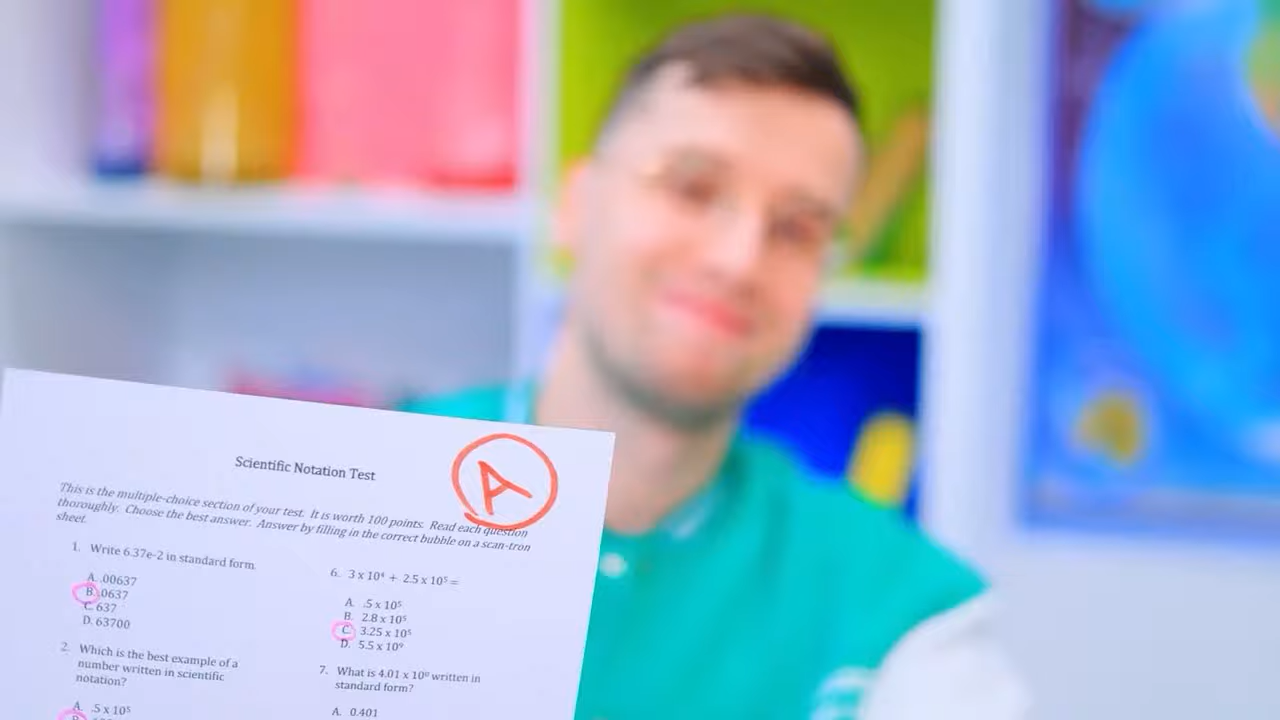 Scientific Notation Test
A
This is the multiple-choice section of your test. It is worth 100 points. Read each question
thoroughly. Choose the best answer. Answer by filling in the correct bubble on a scan-tron
sheet.
1. Write 6.37e-2 in standard form.
A. .00637
B. .0637
C. 637
D. 63700
2. Which is the best example of a
number written in scientific
notation?
A. .5 x 10⁵
B.
6. 3 x 10⁴ + 2.5 x 10⁵ =
A. .5 x 10⁵
B. 2.8 x 10⁵
C. 3.25 x 10⁵
D. 5.5 x 10⁹
7. What is 4.01 x 10⁰ written in
standard form?
A. 0.401